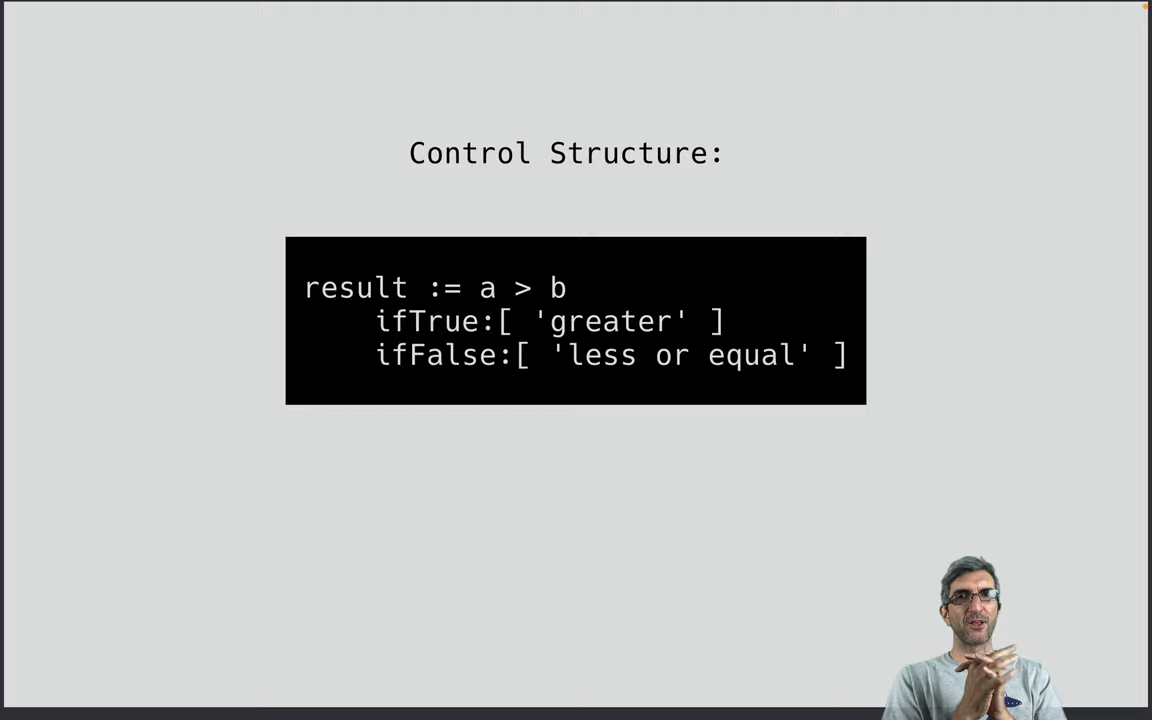 Control Structure:
result := a > b
ifTrue:[ 'greater' ]
ifFalse:[ 'less or equal' ]